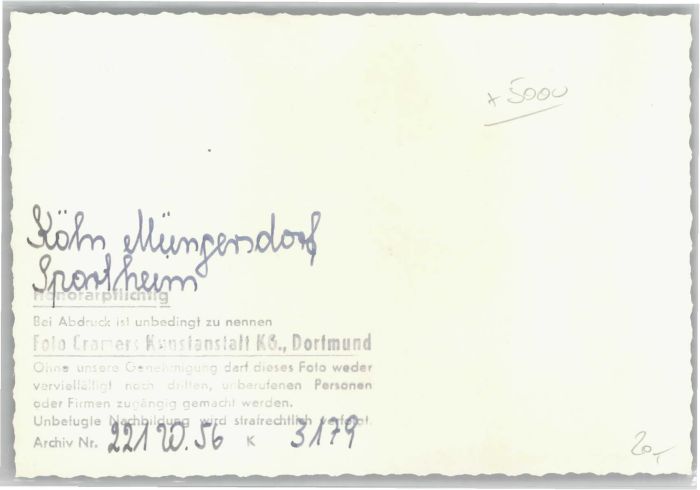 * 5000
Köln Müngersdorf
Sportheim
Honorarpflichtig
Bei Abdruck ist unbedingt zu nennen
Foto Cramers Kunstanstalt KG., Dortmund
Ohne unsere Genehmigung darf dieses Foto weder
vervielfältigt noch dritten, unberufenen Personen
oder Firmen zugängig gemacht werden.
Unbefugte Nachbildung wird strafrechtlich verfolgt.
Archiv Nr. 221 W. 56 K 3179
20,-